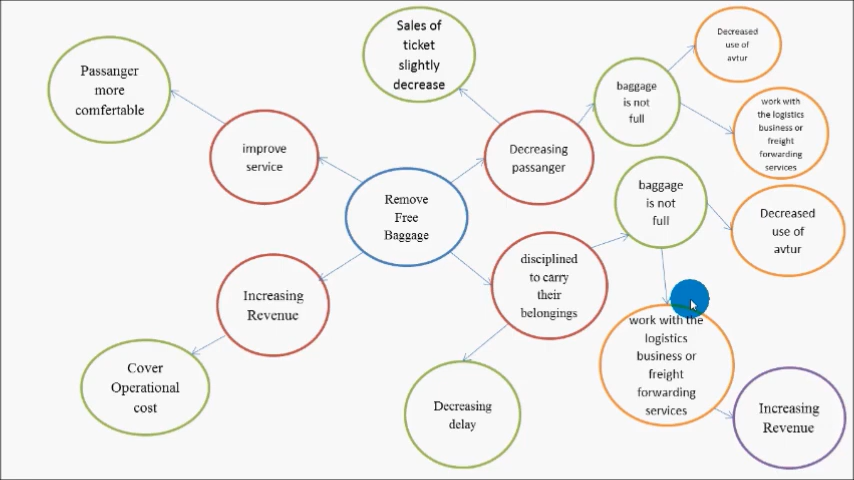 Sales of
ticket
slightly
decrease
Decreased
use of
avtur
Passanger
more
comfertable
baggage
is not
full
work with
the logistics
business or
freight
forwarding
services
improve
service
Decreasing
passanger
Remove
Free
Baggage
baggage
is not
full
Decreased
use of
avtur
disciplined
to carry
their
belongings
Increasing
Revenue
work with the
logistics
business or
freight
forwarding
services
Cover
Operational
cost
Decreasing
delay
Increasing
Revenue